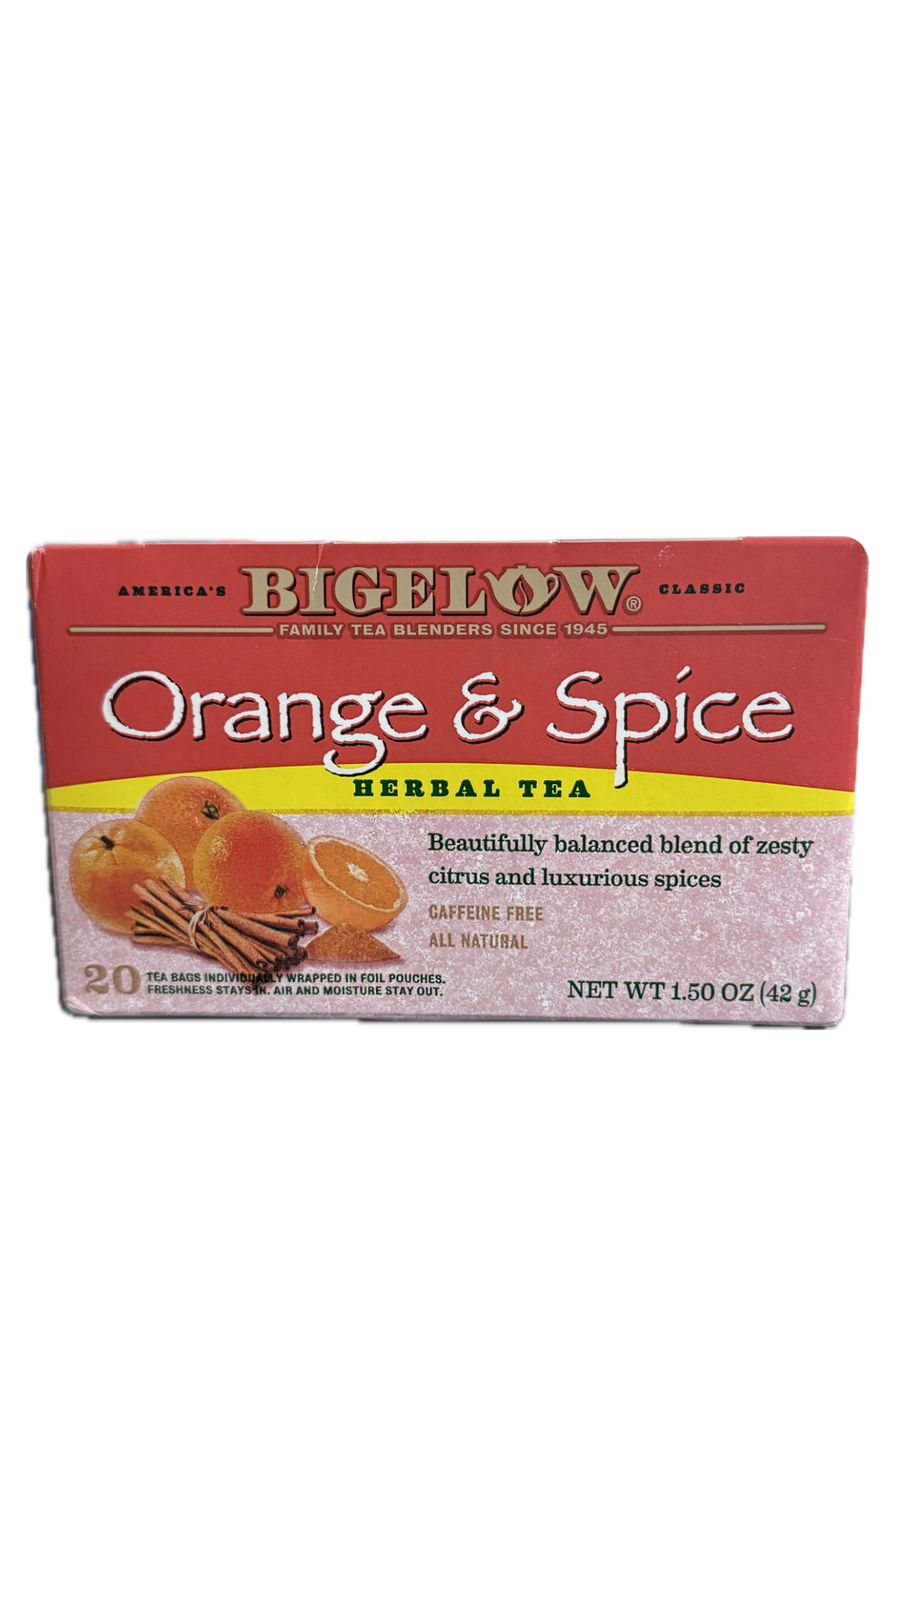 AMERICA'S BIGELOW® CLASSIC
FAMILY TEA BLENDERS SINCE 1945
Orange & Spice
HERBAL TEA
Beautifully balanced blend of zesty
citrus and luxurious spices
CAFFEINE FREE
ALL NATURAL
20 TEA BAGS INDIVIDUALLY WRAPPED IN FOIL POUCHES.
FRESHNESS STAYS IN. AIR AND MOISTURE STAY OUT.
NET WT 1.50 OZ (42 g)